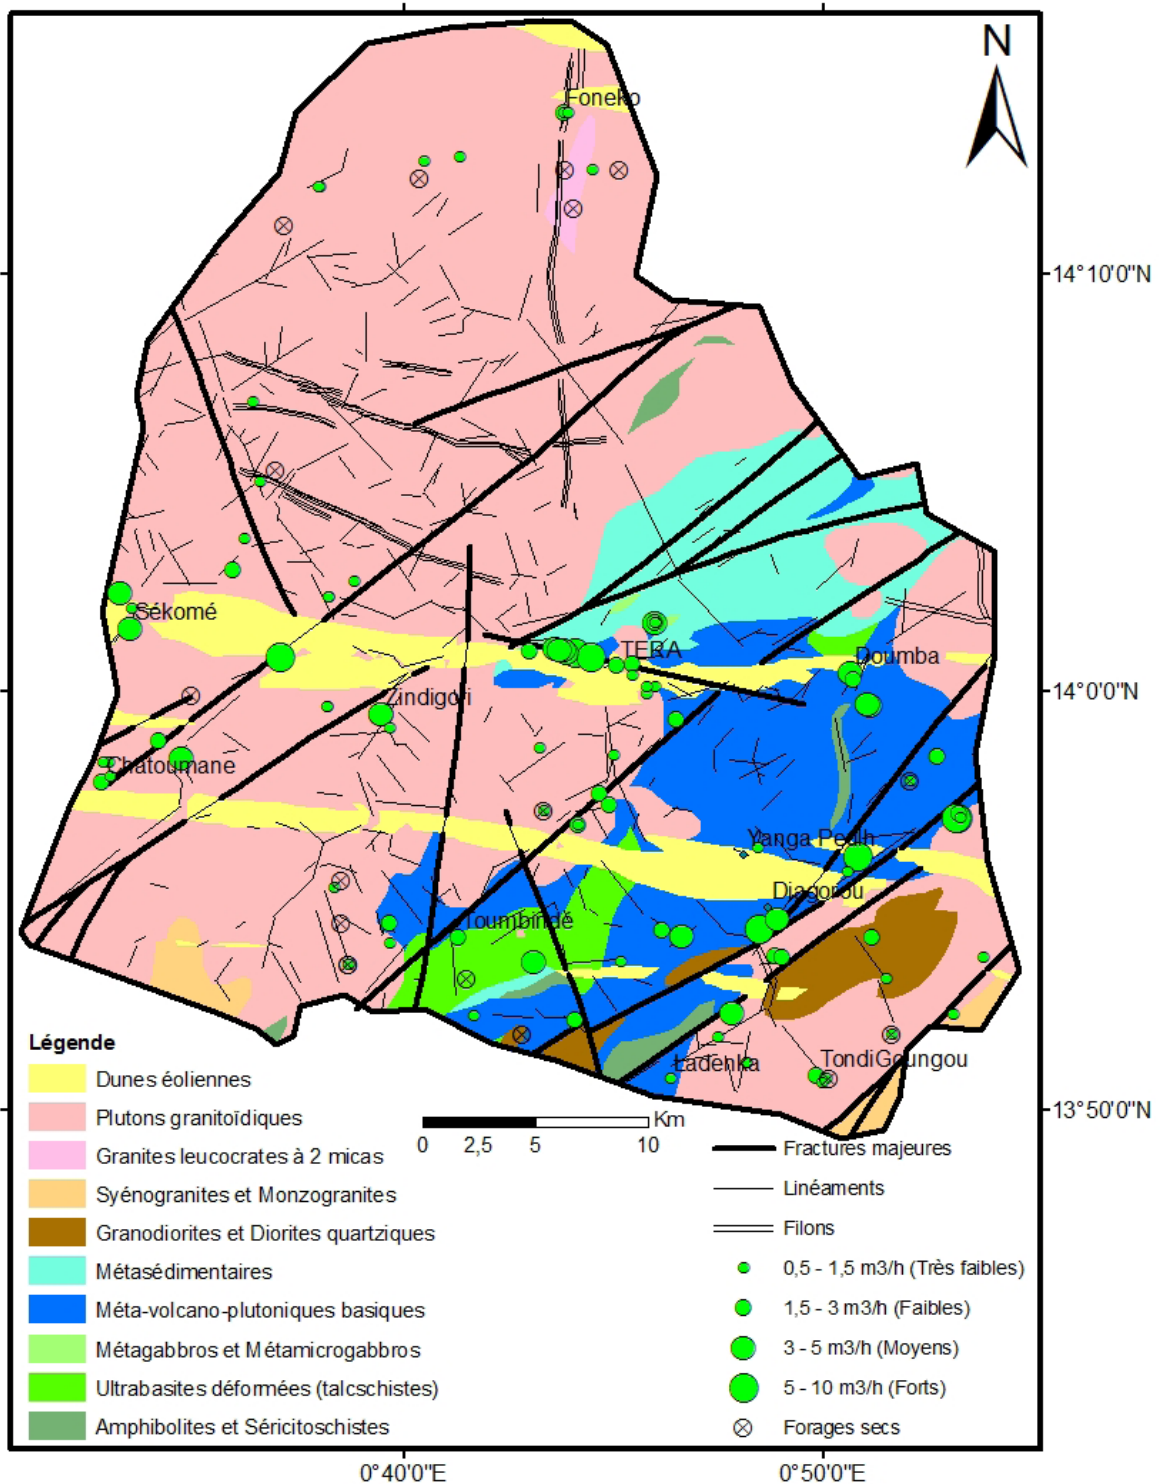 N
Foneko
14°10'0"N
Sékomé
TERA
Doumba
14°0'0"N
Zindigori
Chatoumane
Yanga Peulh
Diagorou
Toumbindé
Ladenka
TondiGoungou
13°50'0"N
Légende
Dunes éoliennes
Plutons granitoïdiques
Granites leucocrates à 2 micas
Syénogranites et Monzogranites
Granodiorites et Diorites quartziques
Métasédimentaires
Méta-volcano-plutoniques basiques
Métagabbros et Métamicrogabbros
Ultrabasites déformées (talcschistes)
Amphibolites et Séricitoschistes
Km
0 2,5 5 10
Fractures majeures
Linéaments
Filons
0,5 - 1,5 m3/h (Très faibles)
1,5 - 3 m3/h (Faibles)
3 - 5 m3/h (Moyens)
5 - 10 m3/h (Forts)
Forages secs
0°40'0"E 0°50'0"E